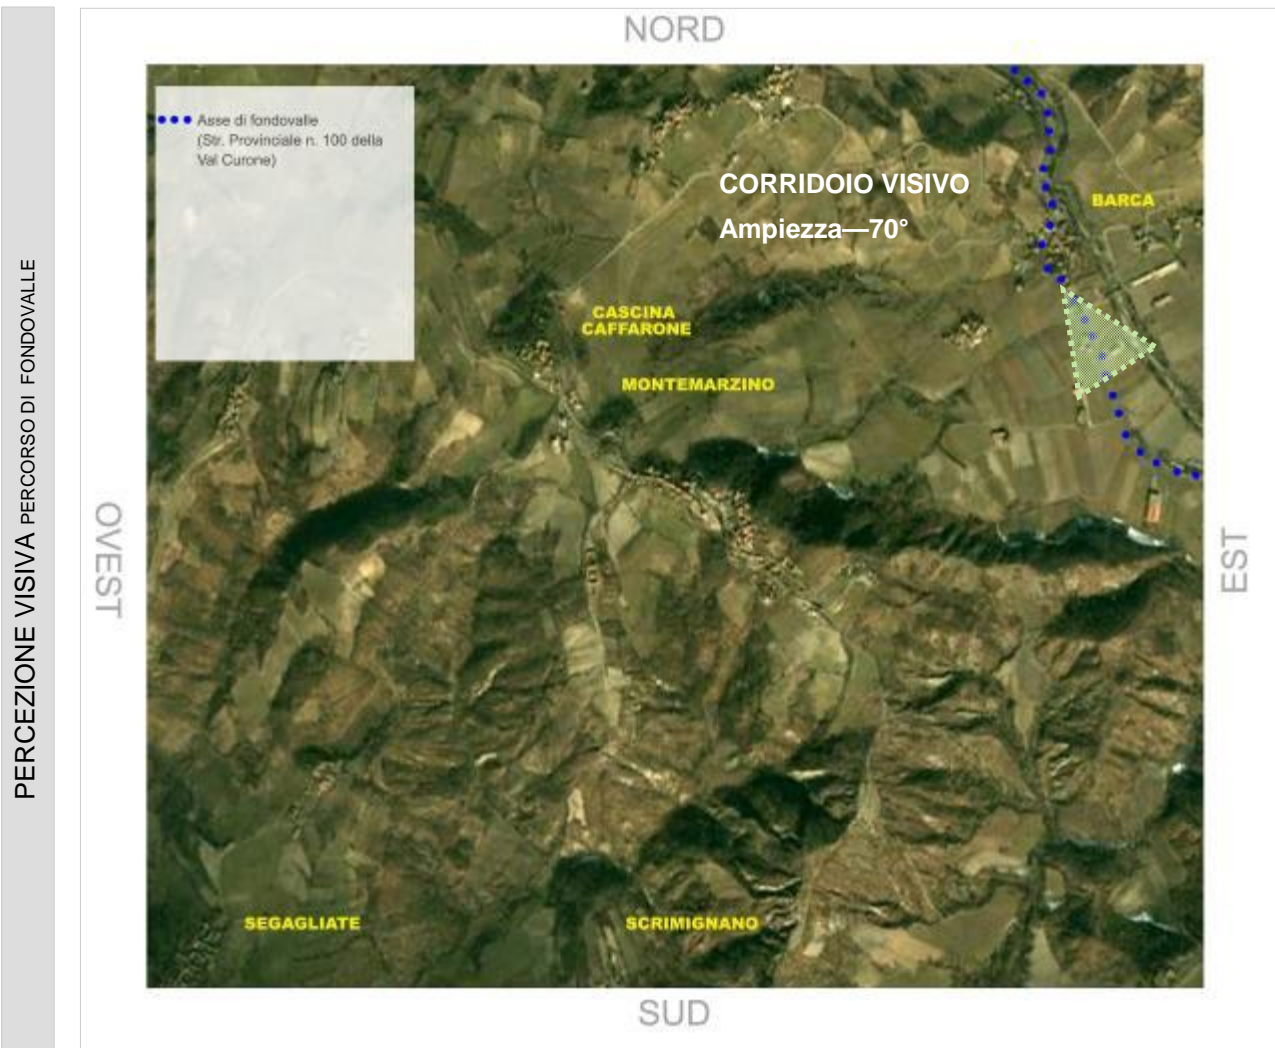 PERCEZIONE VISIVA PERCORSO DI FONDOVALLE
NORD
Asse di fondovalle
(Str. Provinciale n. 100 della
Val Curone)
CORRIDOIO VISIVO
Ampiezza—70°
BARCA
CASCINA
CAFFARONE
MONTEMARZINO
OVEST
EST
SEGAGLIATE
SCRIMIGNANO
SUD